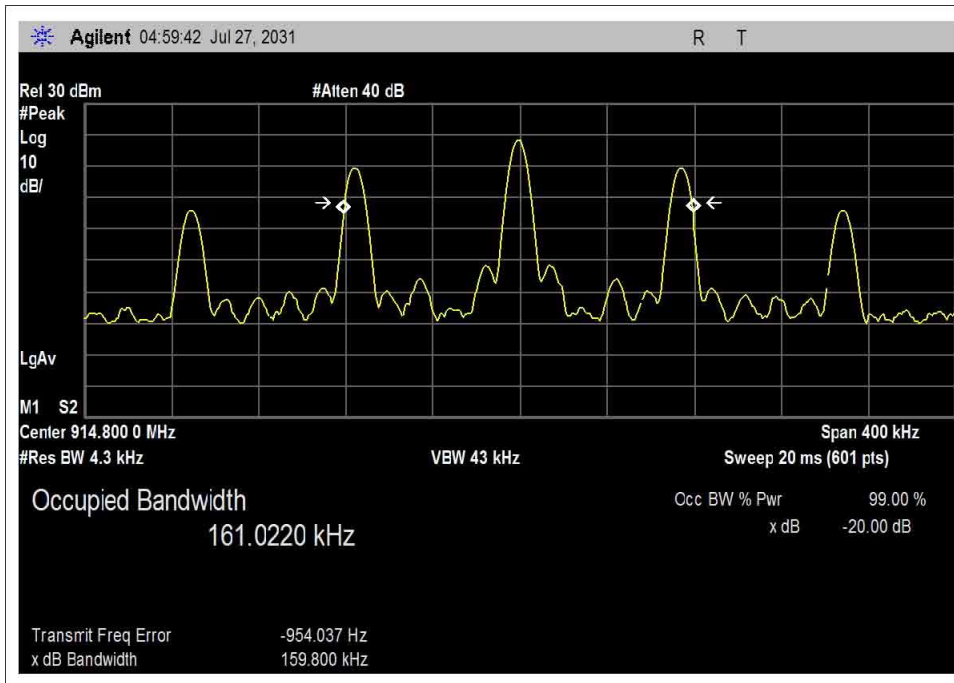 Agilent 04:59:42 Jul 27, 2031 R T
Ref 30 dBm #Atten 40 dB
#Peak
Log
10
dB/
LgAv
M1 S2
Center 914.800 0 MHz Span 400 kHz
#Res BW 4.3 kHz VBW 43 kHz Sweep 20 ms (601 pts)
Occupied Bandwidth Occ BW % Pwr 99.00 %
161.0220 kHz x dB -20.00 dB
Transmit Freq Error -954.037 Hz
x dB Bandwidth 159.800 kHz